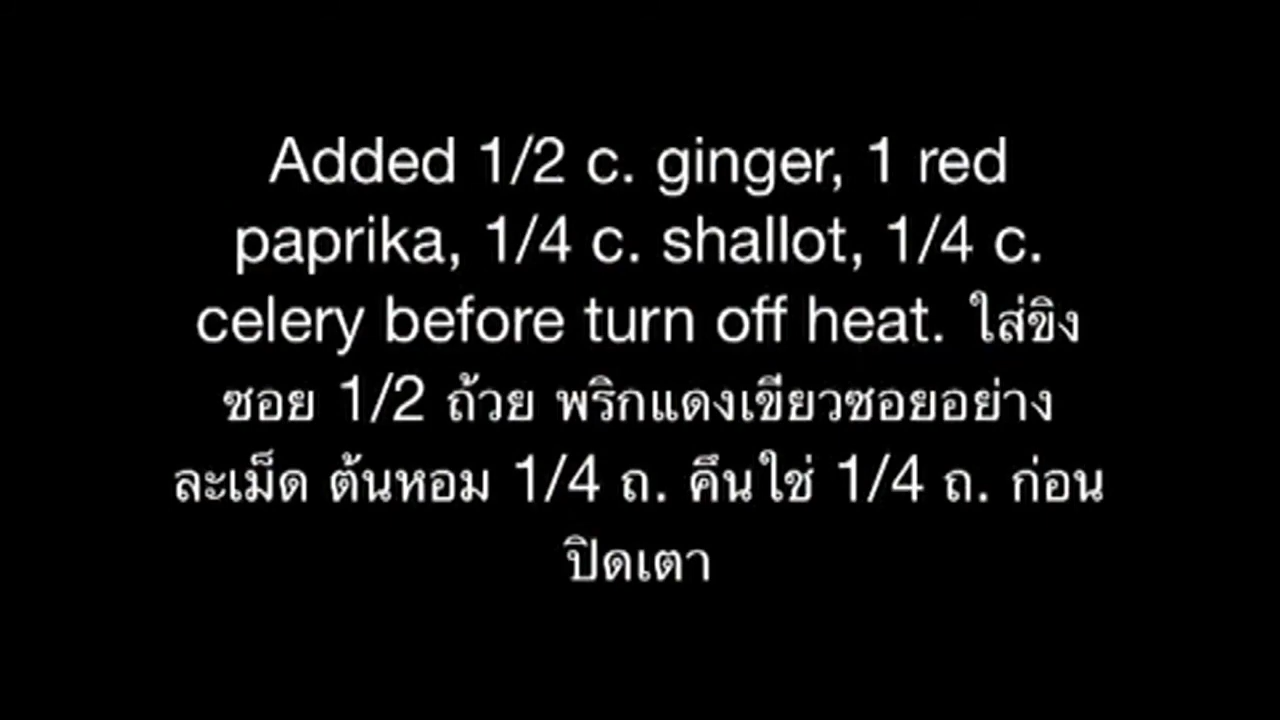 Added 1/2 c. ginger, 1 red
paprika, 1/4 c. shallot, 1/4 c.
celery before turn off heat. ใส่ขิง
ซอย 1/2 ถ้วย พริกแดงเขียวซอยอย่าง
ละเม็ด ต้นหอม 1/4 ถ. คึนใช่ 1/4 ถ. ก่อน
ปิดเตา